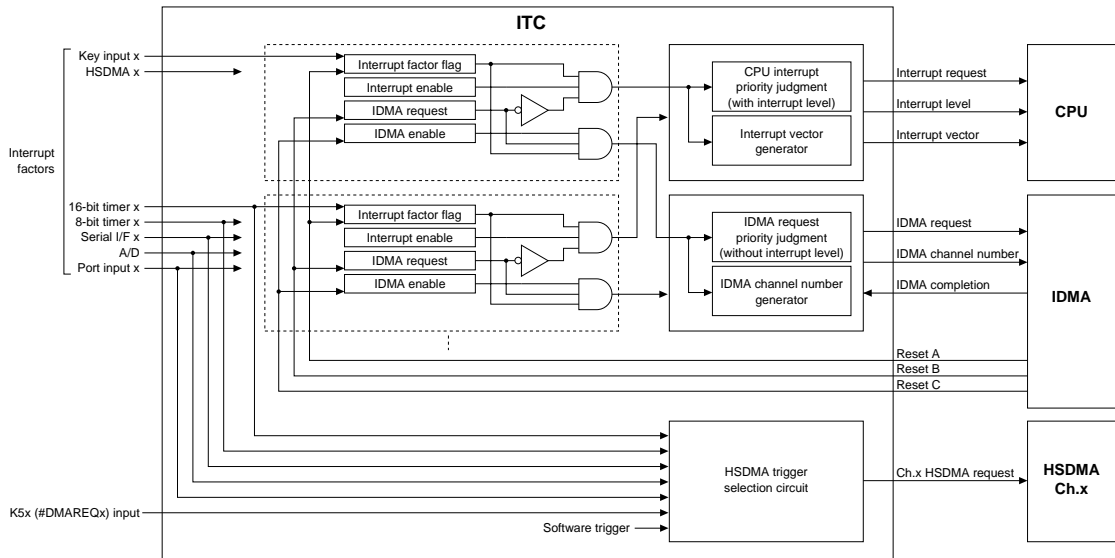 ITC
Key input x
HSDMA x
Interrupt
factors
16-bit timer x
8-bit timer x
Serial I/F x
A/D
Port input x
K5x (#DMAREQx) input
Interrupt factor flag
Interrupt enable
IDMA request
IDMA enable
Interrupt factor flag
Interrupt enable
IDMA request
IDMA enable
CPU interrupt
priority judgment
(with interrupt level)
Interrupt vector
generator
IDMA request
priority judgment
(without interrupt level)
IDMA channel number
generator
Interrupt request
Interrupt level
Interrupt vector
CPU
IDMA request
IDMA channel number
IDMA completion
IDMA
Reset A
Reset B
Reset C
HSDMA trigger
selection circuit
Software trigger
Ch.x HSDMA request
HSDMA
Ch.x